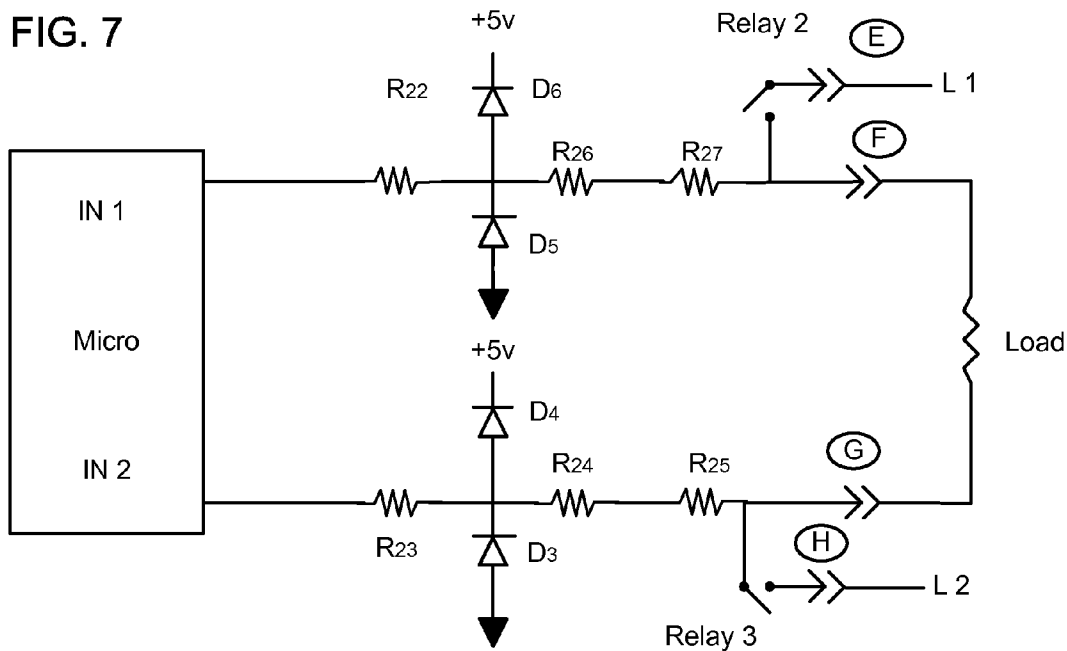 FIG. 7
+5v
Relay 2
E
R22
D6
L 1
F
R26
R27
IN 1
D5
Micro
+5v
Load
D4
IN 2
R24
R25
G
R23
D3
H
L 2
Relay 3